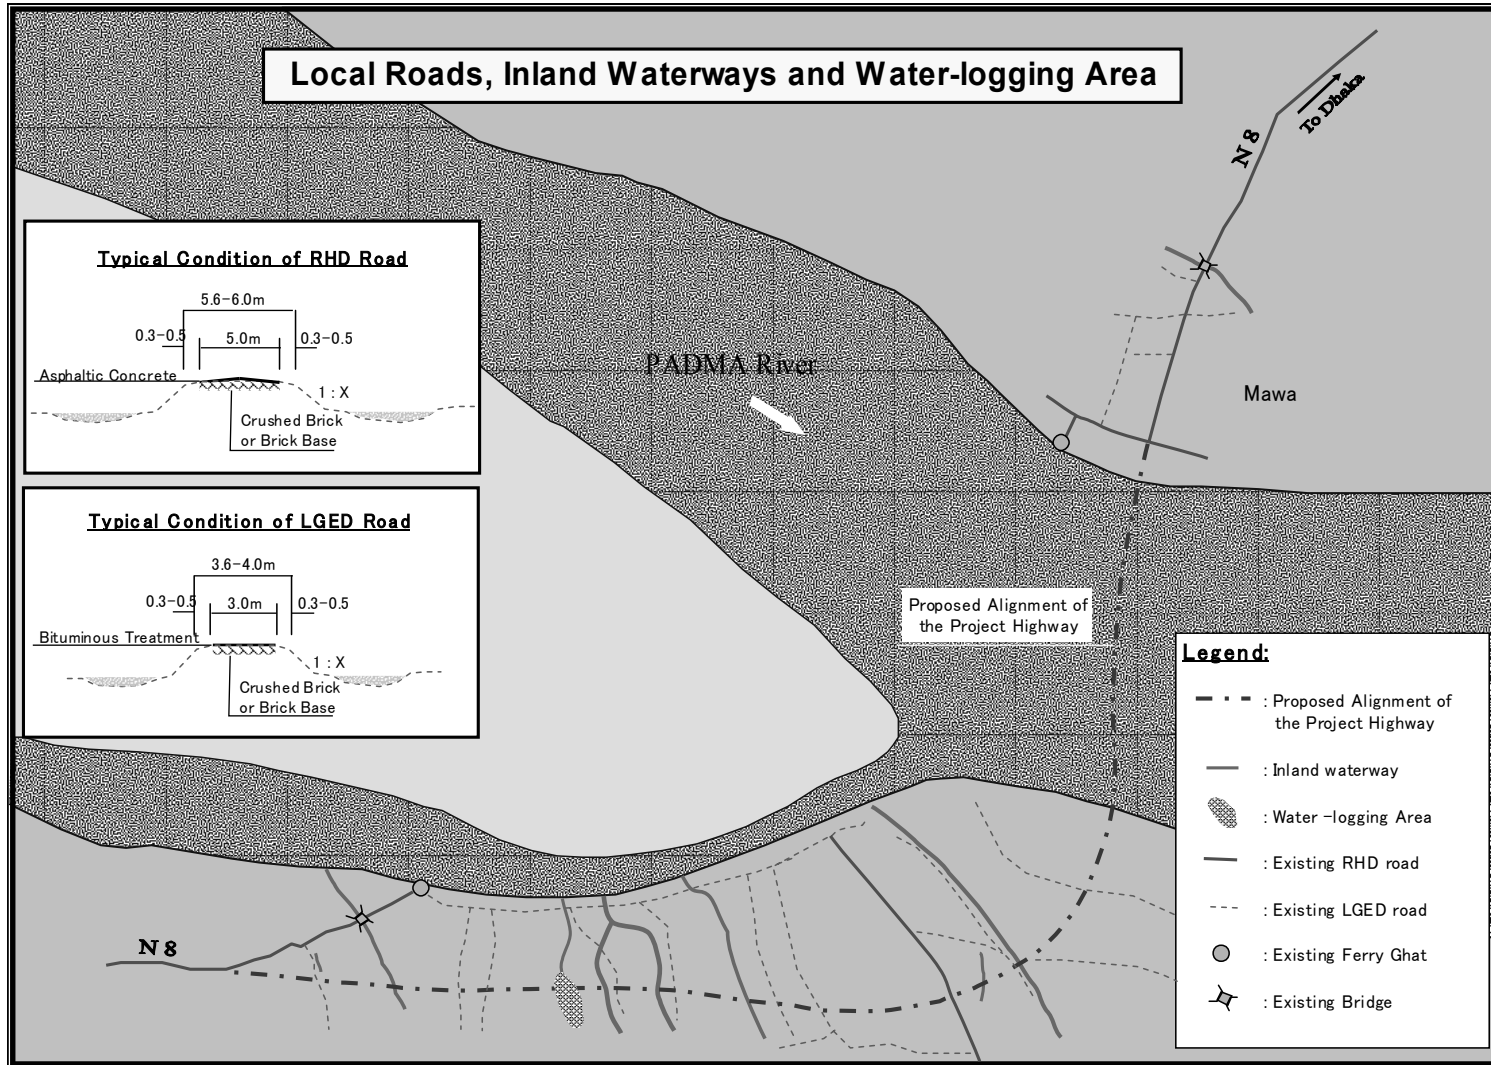 Local Roads, Inland Waterways and Water-logging Area
To Dhaka
N 8
Typical Condition of RHD Road
5.6-6.0m
0.3-0.5
5.0m
0.3-0.5
Asphaltic Concrete
1 : X
Crushed Brick
or Brick Base
PADMA River
Mawa
Typical Condition of LGED Road
3.6-4.0m
0.3-0.5
3.0m
0.3-0.5
Bituminous Treatment
1 : X
Crushed Brick
or Brick Base
Proposed Alignment of
the Project Highway
Legend:
: Proposed Alignment of
the Project Highway
: Inland waterway
: Water -logging Area
: Existing RHD road
: Existing LGED road
: Existing Ferry Ghat
: Existing Bridge
N 8